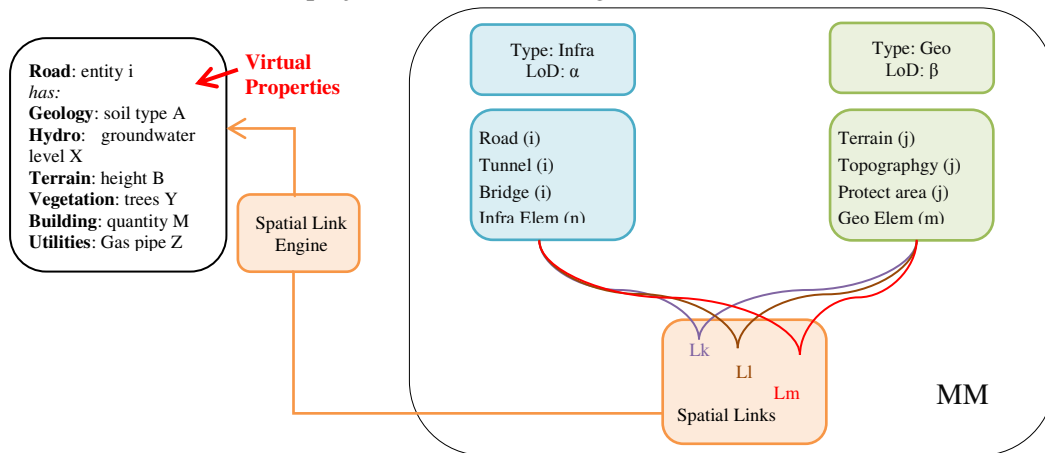 Road: entity i
has:
Geology: soil type A
Hydro: groundwater
level X
Terrain: height B
Vegetation: trees Y
Building: quantity M
Utilities: Gas pipe Z
Virtual
Properties
Spatial Link
Engine
Type: Infra
LoD: α
Road (i)
Tunnel (i)
Bridge (i)
Infra Elem (n)
Type: Geo
LoD: β
Terrain (j)
Topographgy (j)
Protect area (j)
Geo Elem (m)
Lk
Ll
Lm
Spatial Links
MM